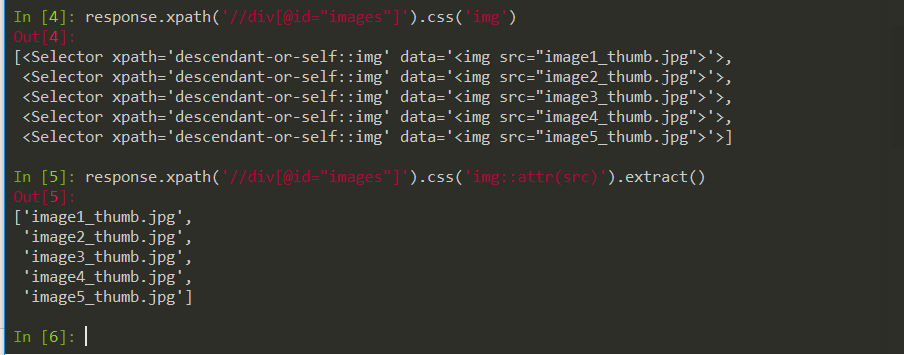 In [4]: response.xpath('//div[@id="images"]').css('img')
Out[4]:
[<Selector xpath='descendant-or-self::img' data='<img src="image1_thumb.jpg">'>,
 <Selector xpath='descendant-or-self::img' data='<img src="image2_thumb.jpg">'>,
 <Selector xpath='descendant-or-self::img' data='<img src="image3_thumb.jpg">'>,
 <Selector xpath='descendant-or-self::img' data='<img src="image4_thumb.jpg">'>,
 <Selector xpath='descendant-or-self::img' data='<img src="image5_thumb.jpg">'>]
In [5]: response.xpath('//div[@id="images"]').css('img::attr(src)').extract()
Out[5]:
['image1_thumb.jpg',
 'image2_thumb.jpg',
 'image3_thumb.jpg',
 'image4_thumb.jpg',
 'image5_thumb.jpg']
In [6]: